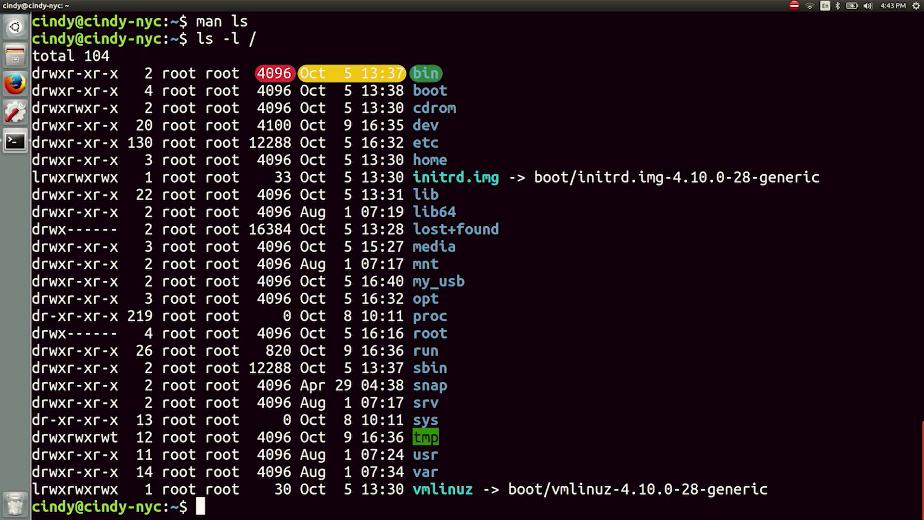 cindy@cindy-nyc: ~
En
4:43 PM
cindy@cindy-nyc:~$ man ls
cindy@cindy-nyc:~$ ls -l /
total 104
drwxr-xr-x 2 root root 4096 Oct 5 13:37 bin
drwxr-xr-x 4 root root 4096 Oct 5 13:38 boot
drwxrwxr-x 2 root root 4096 Oct 5 13:30 cdrom
drwxr-xr-x 20 root root 4100 Oct 9 16:35 dev
drwxr-xr-x 130 root root 12288 Oct 5 16:32 etc
drwxr-xr-x 3 root root 4096 Oct 5 13:30 home
lrwxrwxrwx 1 root root 33 Oct 5 13:30 initrd.img -> boot/initrd.img-4.10.0-28-generic
drwxr-xr-x 22 root root 4096 Oct 5 13:31 lib
drwxr-xr-x 2 root root 4096 Aug 1 07:19 lib64
drwx------ 2 root root 16384 Oct 5 13:28 lost+found
drwxr-xr-x 3 root root 4096 Oct 5 15:27 media
drwxr-xr-x 2 root root 4096 Aug 1 07:17 mnt
drwxr-xr-x 2 root root 4096 Oct 5 16:40 my_usb
drwxr-xr-x 3 root root 4096 Oct 5 16:32 opt
dr-xr-xr-x 219 root root 0 Oct 8 10:11 proc
drwx------ 4 root root 4096 Oct 5 16:16 root
drwxr-xr-x 26 root root 820 Oct 9 16:36 run
drwxr-xr-x 2 root root 12288 Oct 5 13:37 sbin
drwxr-xr-x 2 root root 4096 Apr 29 04:38 snap
drwxr-xr-x 2 root root 4096 Aug 1 07:17 srv
dr-xr-xr-x 13 root root 0 Oct 8 10:11 sys
drwxrwxrwt 12 root root 4096 Oct 9 16:36 tmp
drwxr-xr-x 11 root root 4096 Aug 1 07:24 usr
drwxr-xr-x 14 root root 4096 Aug 1 07:34 var
lrwxrwxrwx 1 root root 30 Oct 5 13:30 vmlinuz -> boot/vmlinuz-4.10.0-28-generic
cindy@cindy-nyc:~$